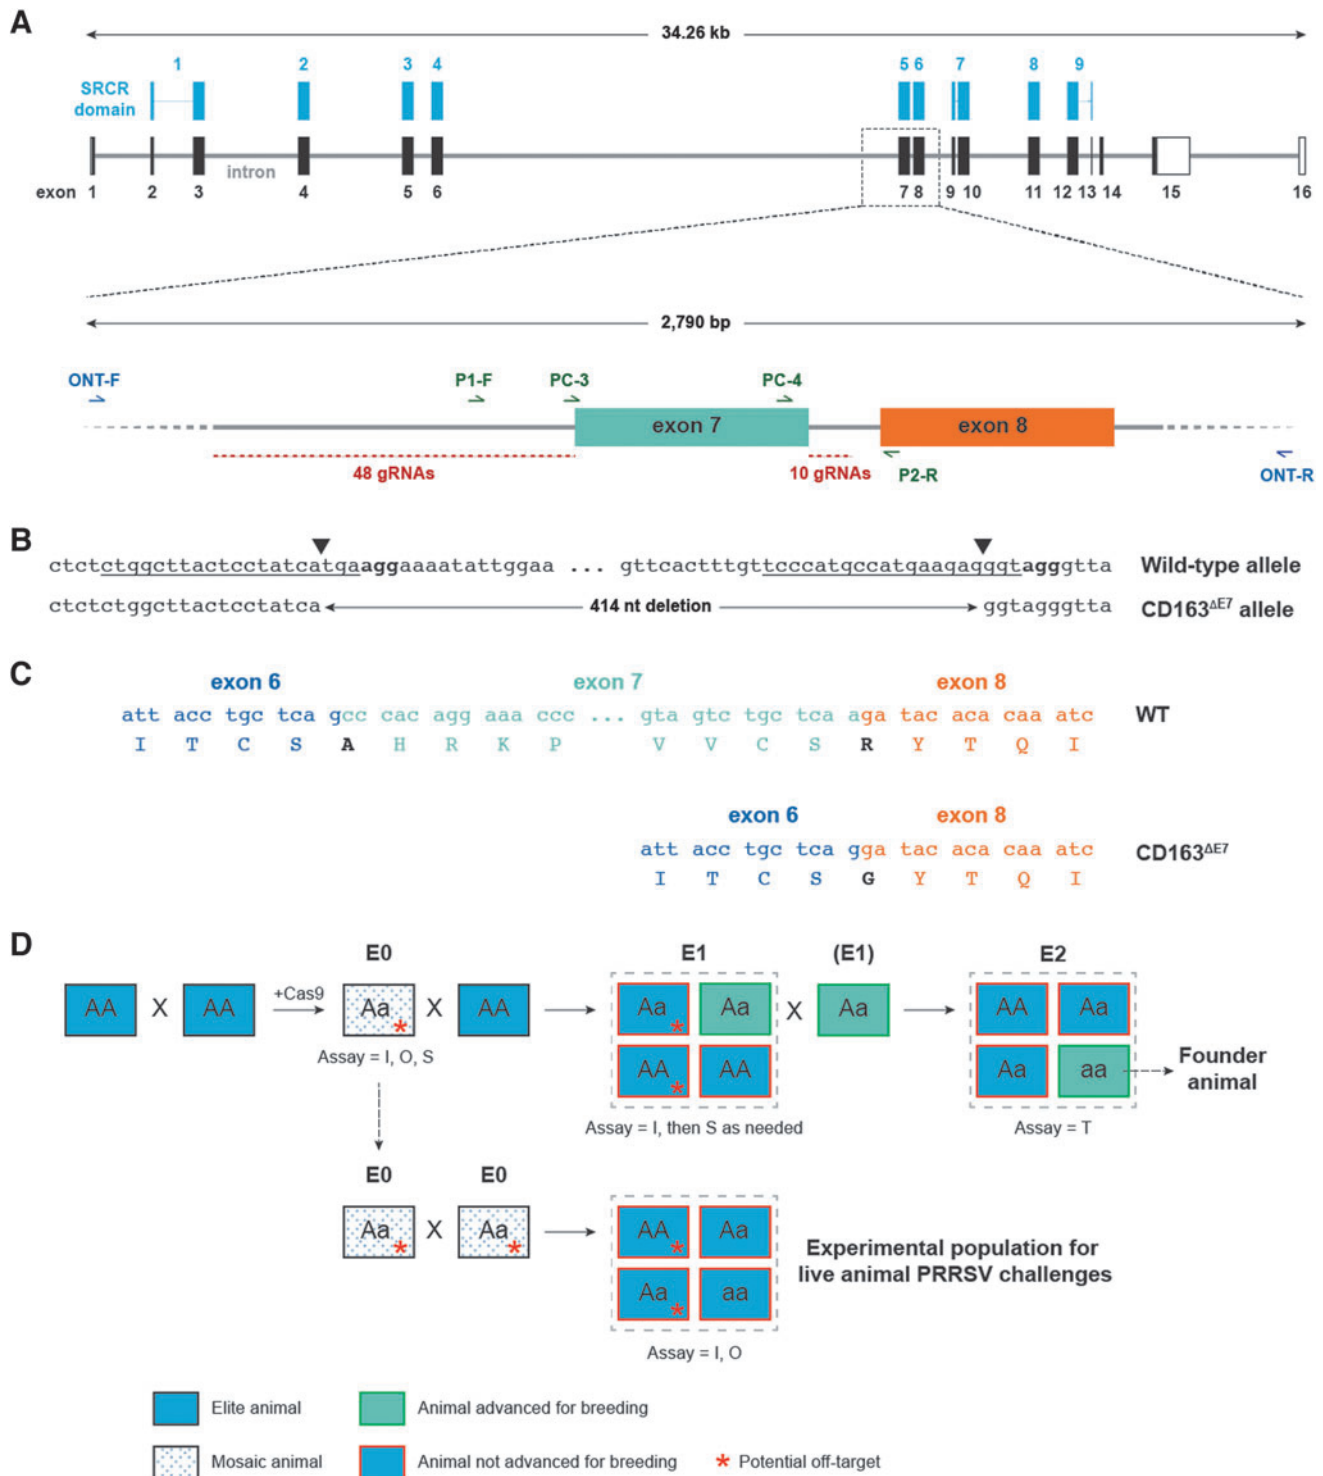 A
34.26 kb
1 2 3 4 5 6 7 8 9
SRCR
domain
intron
exon 1 2 3 4 5 6 7 8 9 10 11 12 13 14 15 16
2,790 bp
ONT-F P1-F PC-3 PC-4
exon 7 exon 8
48 gRNAs 10 gRNAs P2-R ONT-R
B
ctctctggcttactcctatcatgaaggaaaatattggaa ... gttcactttgttcccatgccatgaagagggtagggtta Wild-type allele
ctctctggcttactcctatca 414 nt deletion ggtagggtta CD163ΔE7 allele
C
exon 6 exon 7 exon 8
att acc tgc tca gcc cac agg aaa ccc ... gta gtc tgc tca aga tac aca caa atc WT
I T C S A H R K P V V C S R Y T Q I
exon 6 exon 8
att acc tgc tca gga tac aca caa atc CD163ΔE7
I T C S G Y T Q I
D
E0 E1 (E1) E2
AA X AA +Cas9 Aa * X AA Aa * Aa X Aa AA Aa
Assay = I, O, S AA * AA Aa aa Founder
animal
Assay = I, then S as needed Assay = T
E0 E0
Aa * X Aa * AA * Aa
Experimental population for
live animal PRRSV challenges
Aa * aa
Assay = I, O
Elite animal Animal advanced for breeding
Mosaic animal Animal not advanced for breeding * Potential off-target